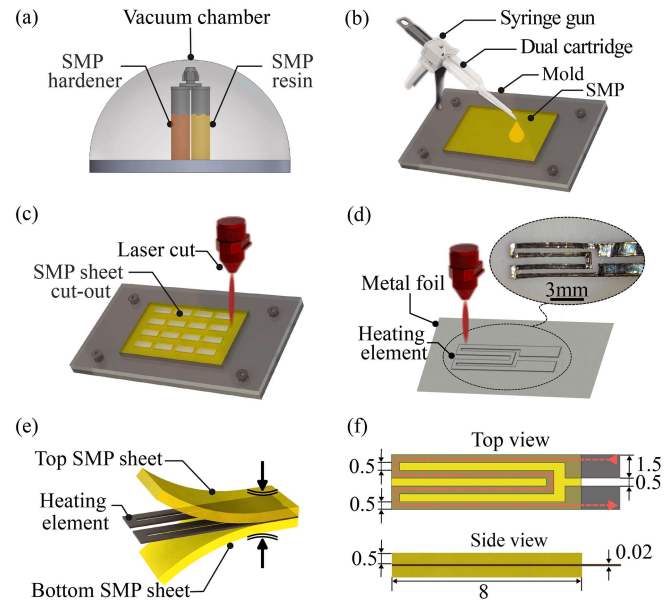 (a)
Vacuum chamber
SMP
hardener
SMP
resin
(b)
Syringe gun
Dual cartridge
Mold
SMP
(c)
Laser cut
SMP sheet
cut-out
(d)
3mm
Metal foil
Heating
element
(e)
Top SMP sheet
Heating
element
Bottom SMP sheet
(f)
Top view
0.5
1.5
0.5
0.5
Side view
0.5
0.02
8